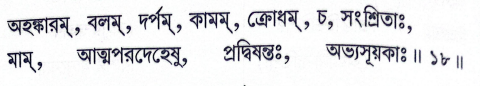 অহঙ্কারম্, বলম্, দর্পম্, কামম্, ক্রোধম্, চ, সংশ্রিতাঃ,
মাম্, আত্মপরদেহেষু, প্রদ্বিষন্তঃ, অভ্যসূয়কাঃ॥ ১৮॥